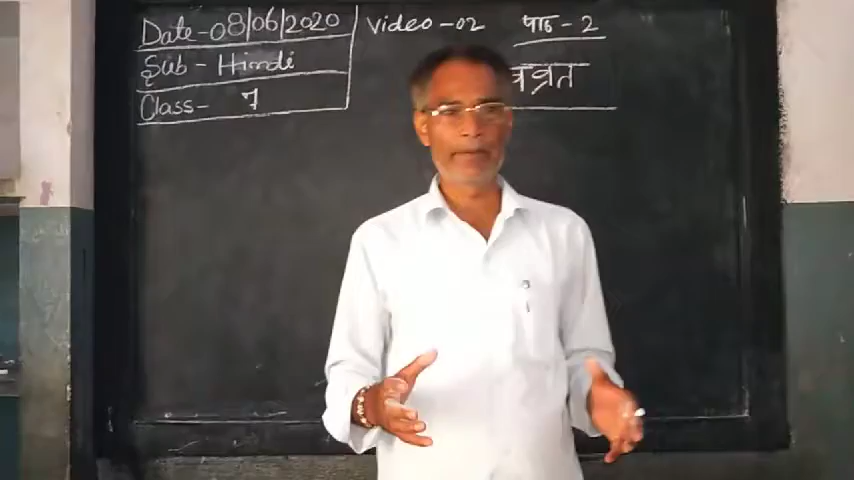 Date-08/06/2020
Video-02
पाठ-2
Sub-Hindi
Class- 7